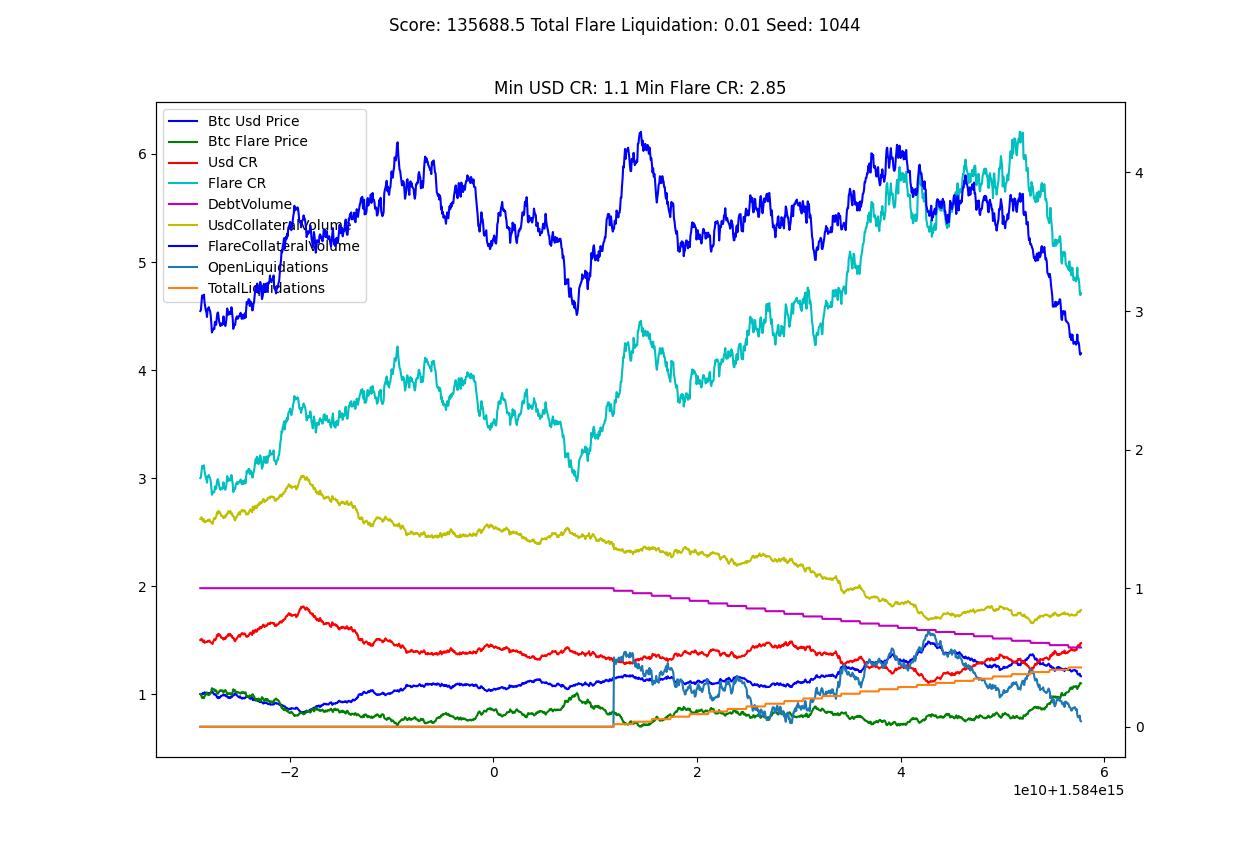 Score: 135688.5 Total Flare Liquidation: 0.01 Seed: 1044
Min USD CR: 1.1 Min Flare CR: 2.85
Btc Usd Price
Btc Flare Price
Usd CR
Flare CR
DebtVolume
UsdCollateralVolume
FlareCollateralVolume
OpenLiquidations
TotalLiquidations
6
5
4
3
2
1
4
3
2
1
0
−2
0
2
4
6
1e10+1.584e15